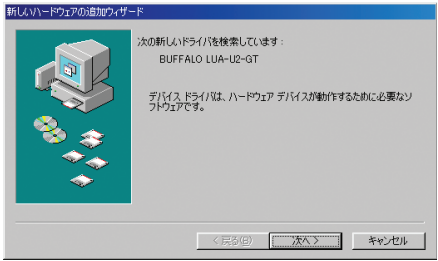 新しいハードウェアの追加ウィザード
次の新しいドライバを検索しています：
BUFFALO LUA-U2-GT
デバイス ドライバは、ハードウェア デバイスが動作するために必要なソ
フトウェアです。
< 戻る(B)
次へ >
キャンセル